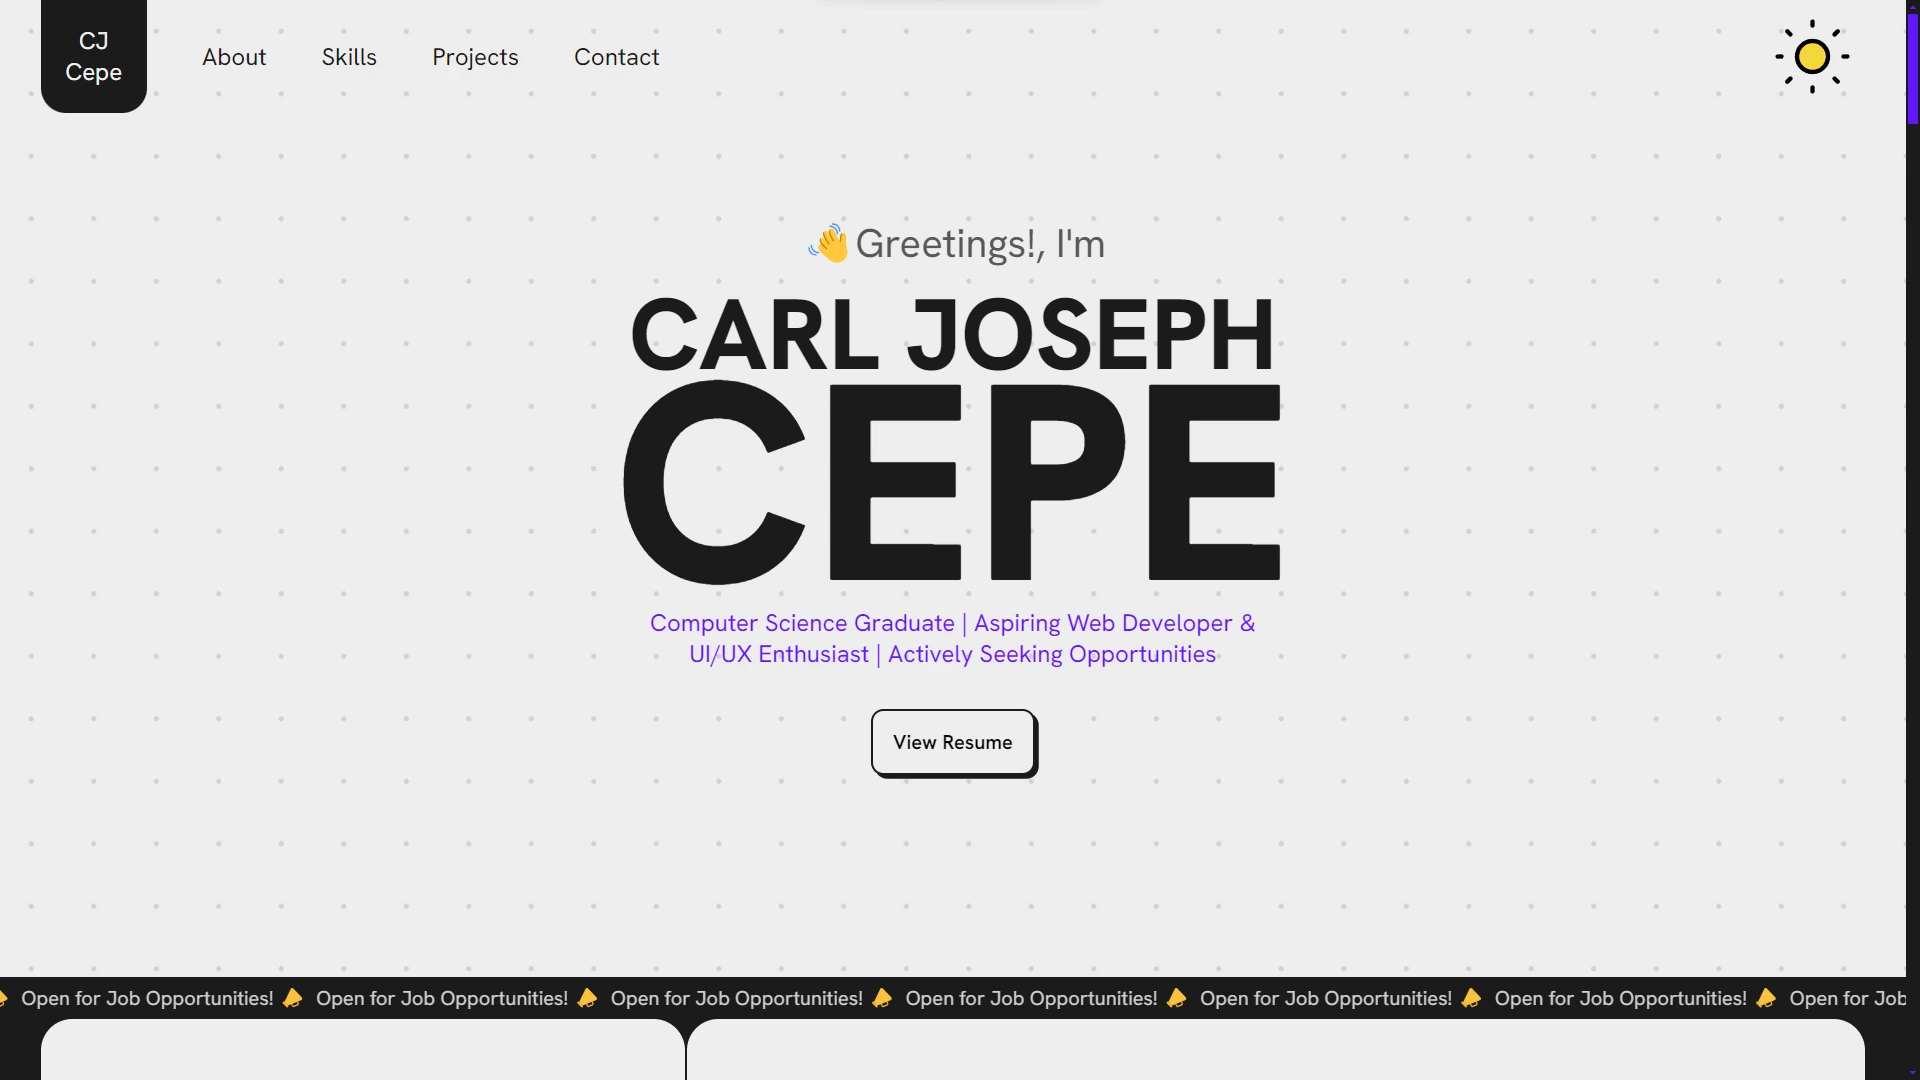 CJ
Cepe
About Skills Projects Contact
👋 Greetings!, I'm
CARL JOSEPH
CEPE
Computer Science Graduate | Aspiring Web Developer &
UI/UX Enthusiast | Actively Seeking Opportunities
View Resume
Open for Job Opportunities! Open for Job Opportunities! Open for Job Opportunities! Open for Job Opportunities! Open for Job Opportunities! Open for Job Opportunities! Open for Job